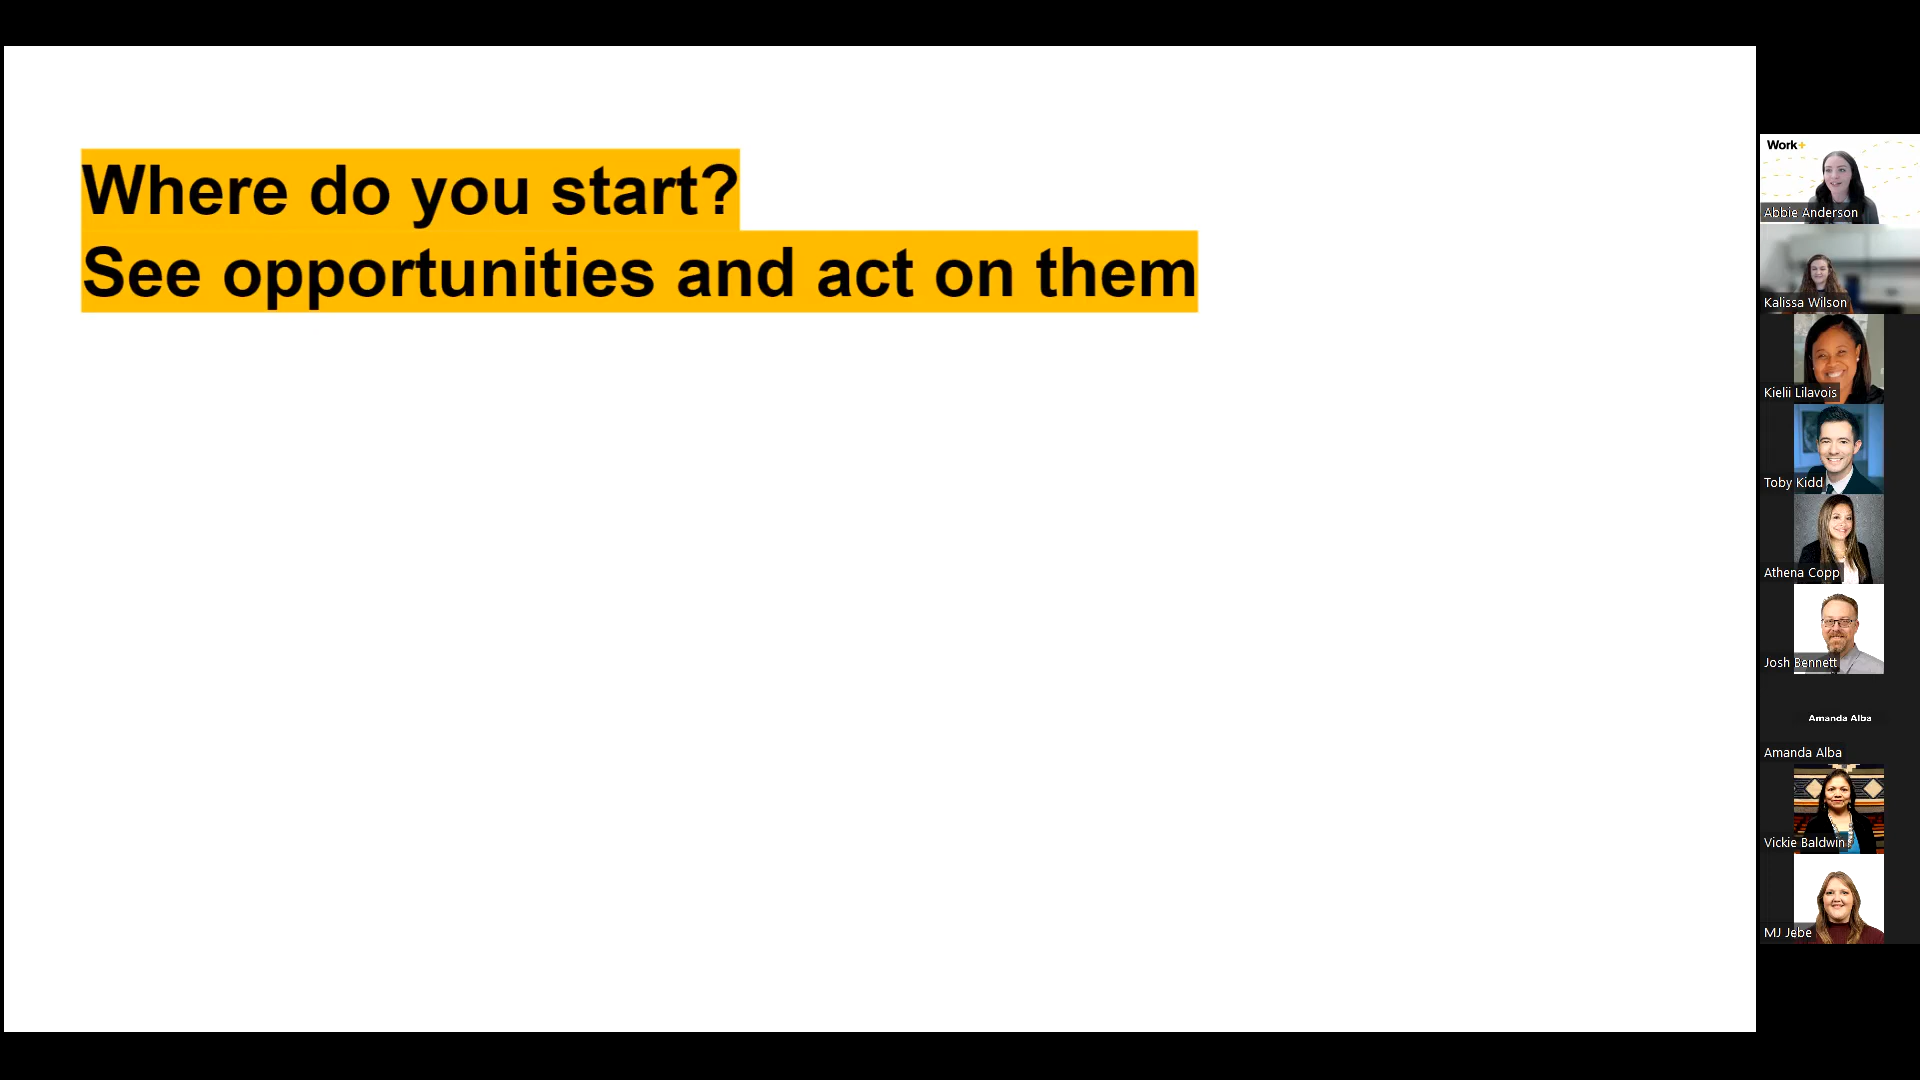 Where do you start?
See opportunities and act on them
Work+
Abbie Anderson
Kalissa Wilson
Kielii Lilavois
Toby Kidd
Athena Copp
Josh Bennett
Amanda Alba
Amanda Alba
Vickie Baldwin
MJ Jebe